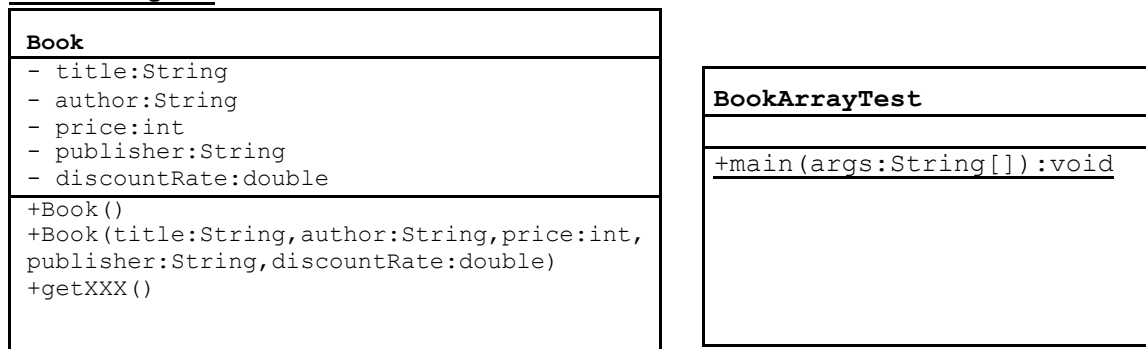 Book
- title:String
- author:String
- price:int
- publisher:String
- discountRate:double
+Book()
+Book(title:String,author:String,price:int,
publisher:String,discountRate:double)
+getXXX()
BookArrayTest
+main(args:String[]):void